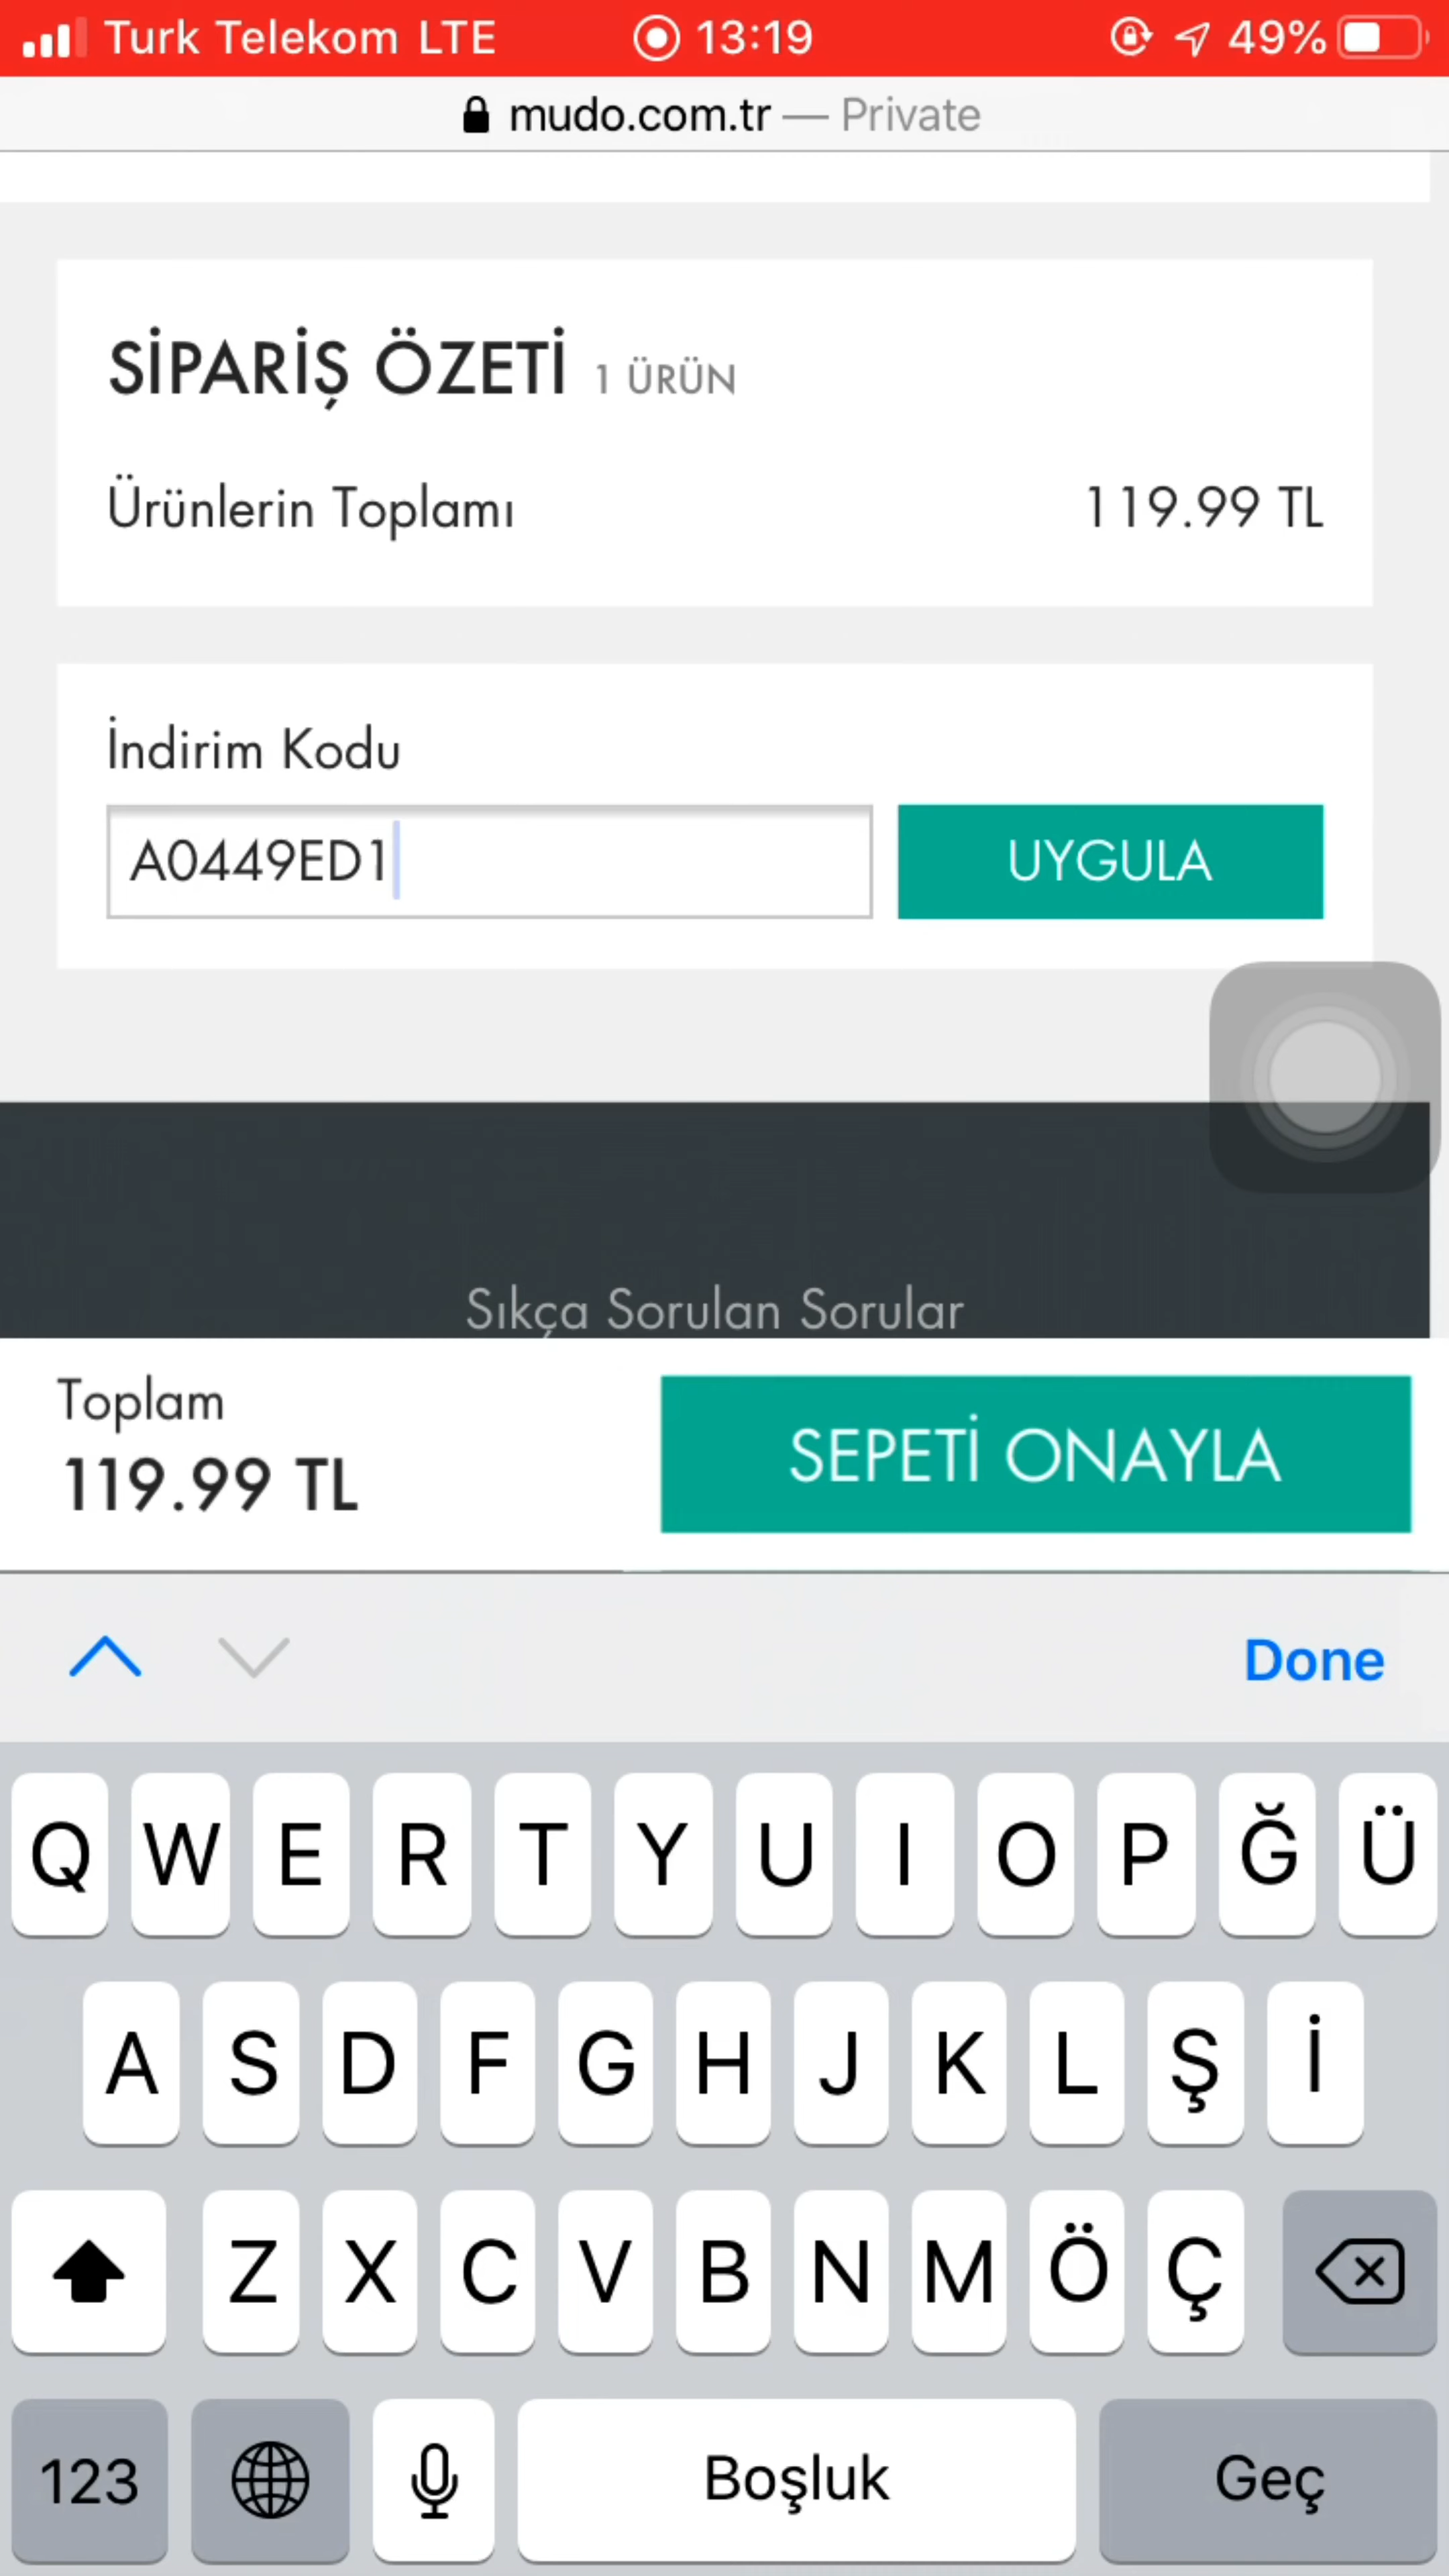 Turk Telekom LTE 13:19 49%
mudo.com.tr — Private
SİPARİŞ ÖZETİ 1 ÜRÜN
Ürünlerin Toplamı 119.99 TL
İndirim Kodu
A0449ED1 UYGULA
Sıkça Sorulan Sorular
Toplam
119.99 TL
SEPETİ ONAYLA
Done
Q W E R T Y U I O P Ğ Ü
A S D F G H J K L Ş İ
Z X C V B N M Ö Ç
123 Boşluk Geç